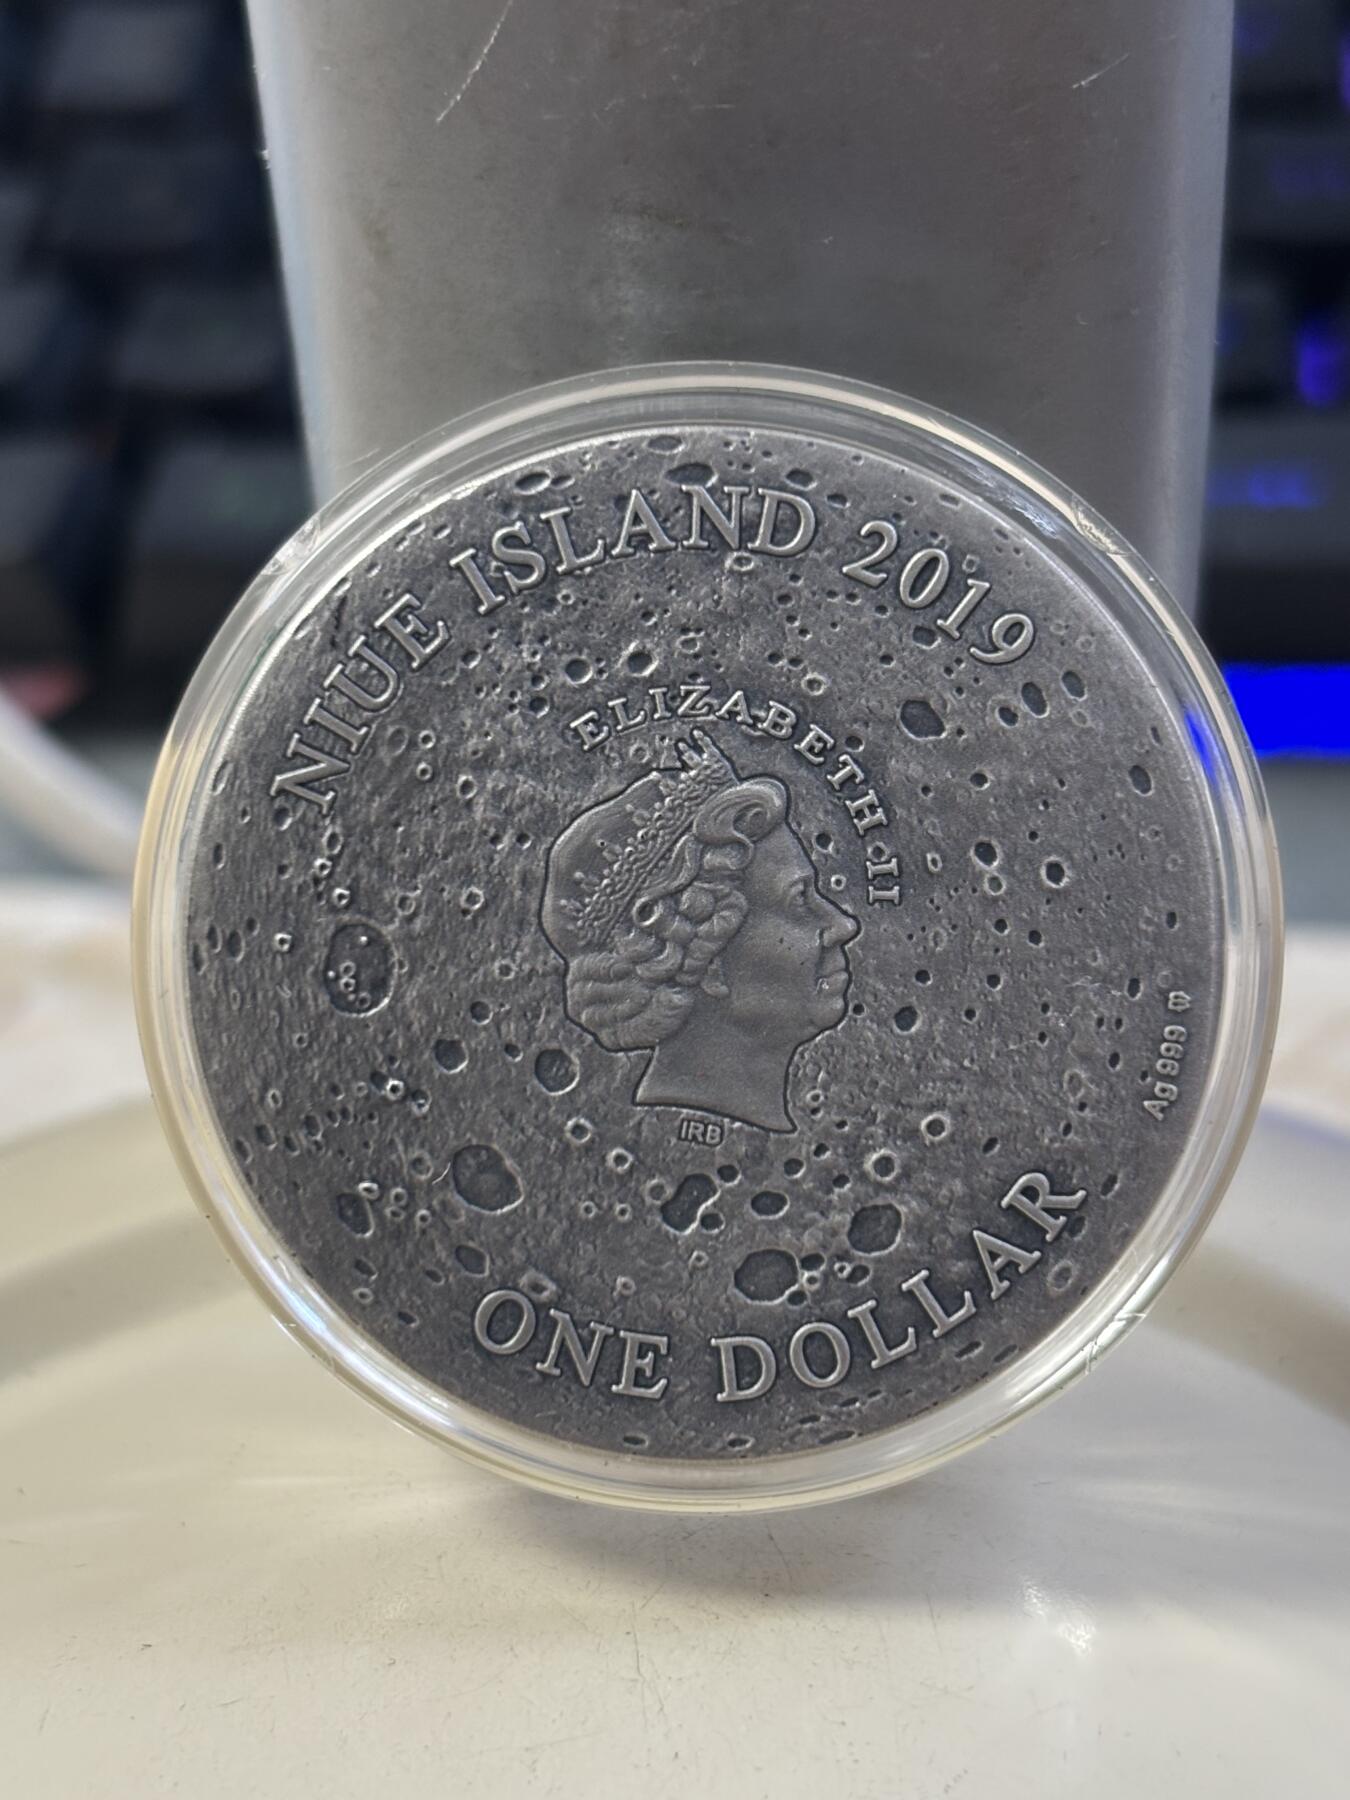 NIUE ISLAND 2019
ELIZABETH II
IRB
Ag 999
ONE DOLLAR